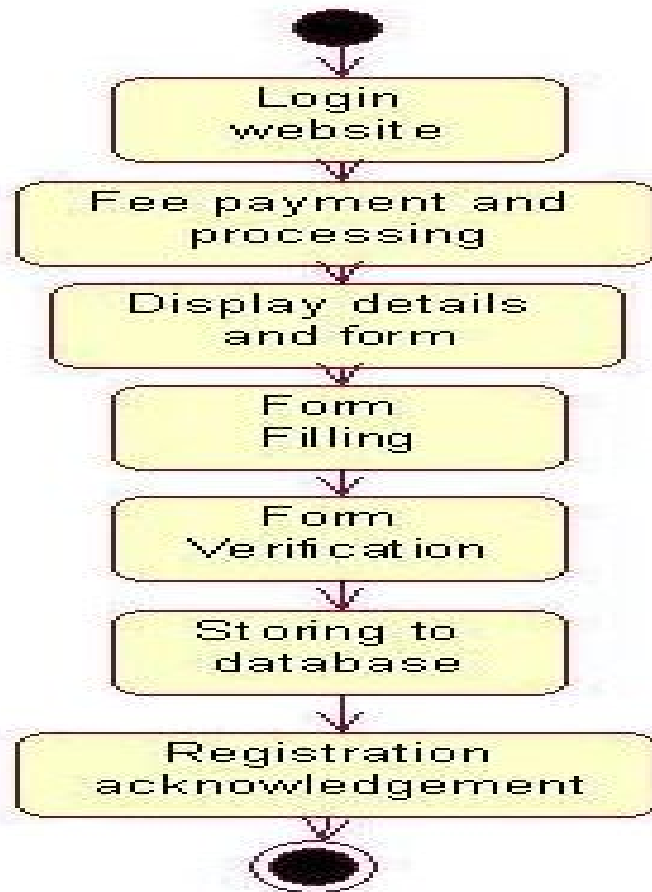 Login
website
Fee payment and
processing
Display details
and form
Form
Filling
Form
Verification
Storing to
database
Registration
acknowledgement